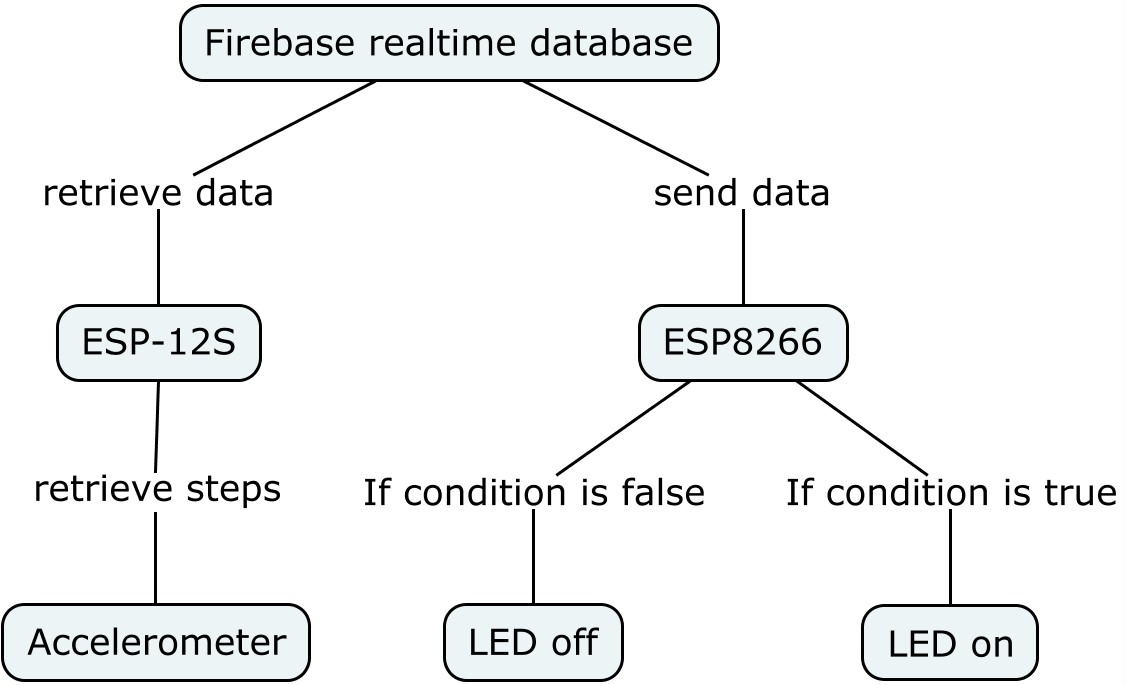 Firebase realtime database
retrieve data
send data
ESP-12S
ESP8266
retrieve steps
If condition is false
If condition is true
Accelerometer
LED off
LED on